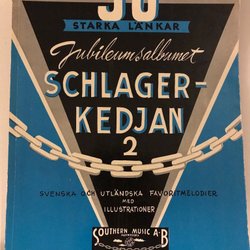 50
STARKA LÄNKAR
Jubileumsalbumet
SCHLAGER-
KEDJAN
2
SVENSKA OCH UTLÄNDSKA FAVORITMELODIER
MED
ILLUSTRATIONER
SOUTHERN MUSIC A-B